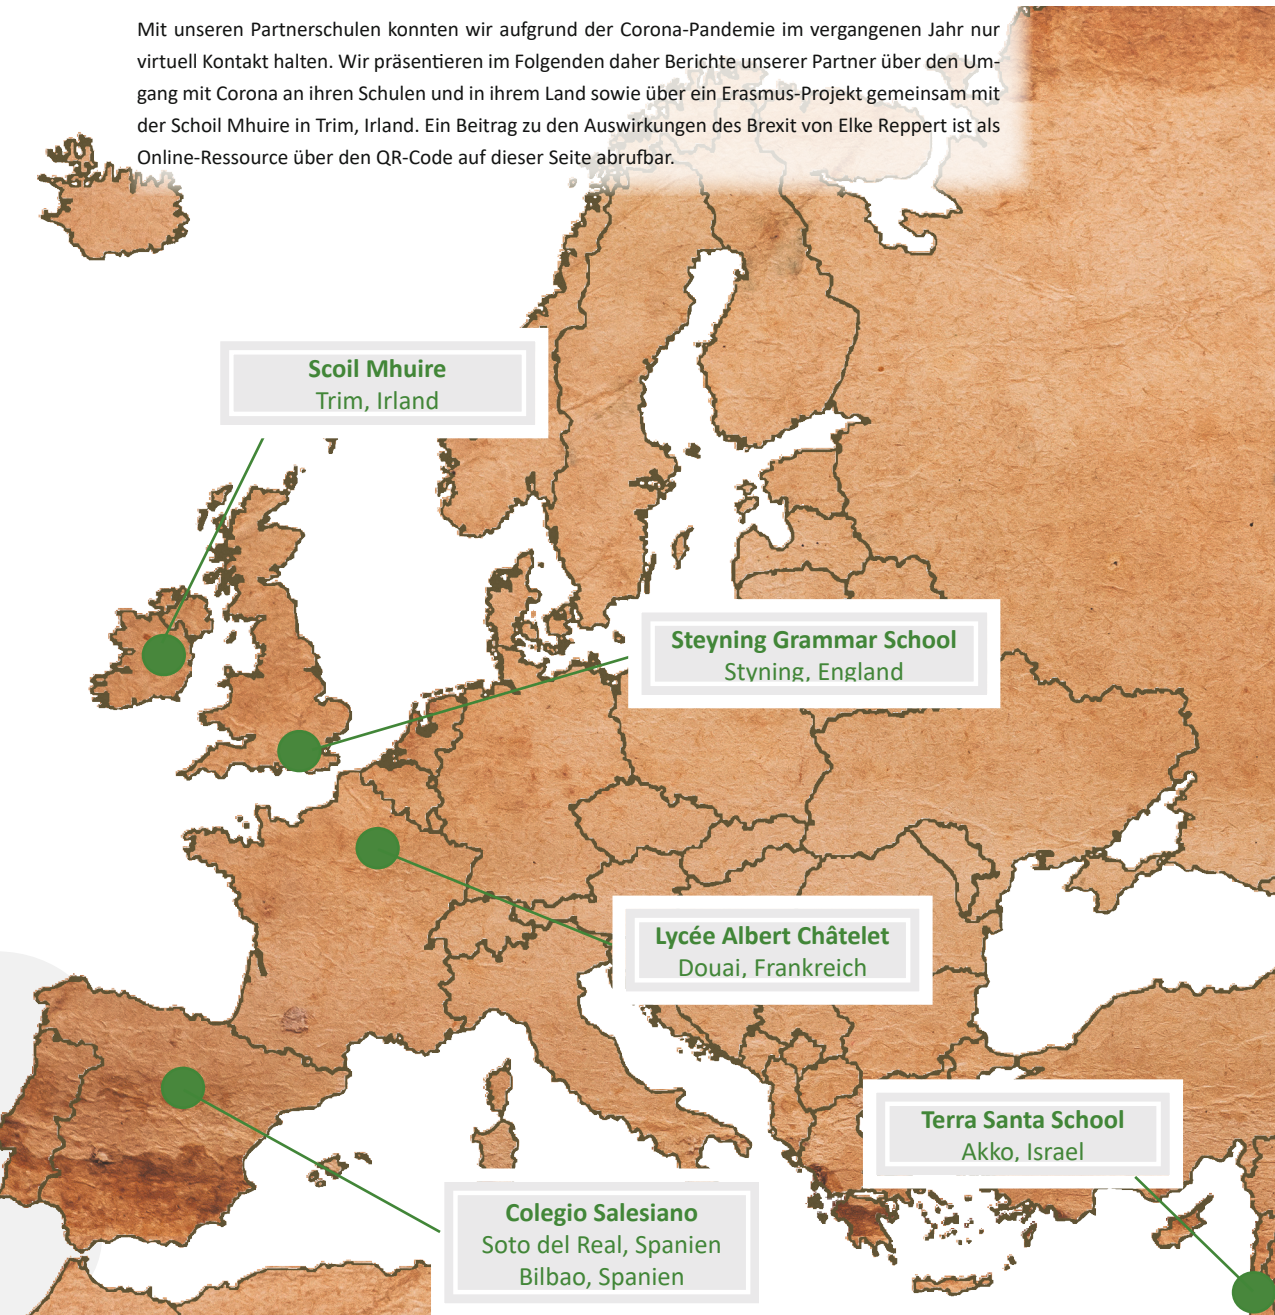 Mit unseren Partnerschulen konnten wir aufgrund der Corona-Pandemie im vergangenen Jahr nur
virtuell Kontakt halten. Wir präsentieren im Folgenden daher Berichte unserer Partner über den Um-
gang mit Corona an ihren Schulen und in ihrem Land sowie über ein Erasmus-Projekt gemeinsam mit
der Schoil Mhuire in Trim, Irland. Ein Beitrag zu den Auswirkungen des Brexit von Elke Reppert ist als
Online-Ressource über den QR-Code auf dieser Seite abrufbar.
Scoil Mhuire
Trim, Irland
Steyning Grammar School
Styning, England
Lycée Albert Châtelet
Douai, Frankreich
Terra Santa School
Akko, Israel
Colegio Salesiano
Soto del Real, Spanien
Bilbao, Spanien